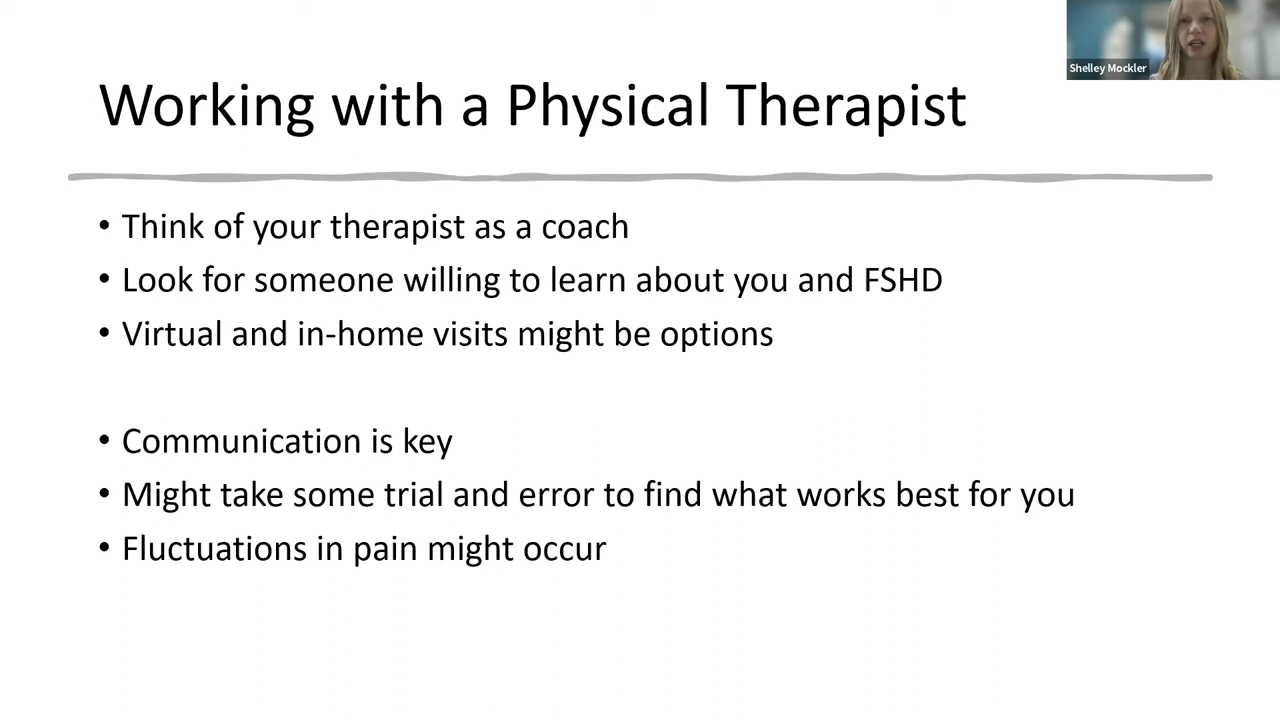 Shelley Mockler
Working with a Physical Therapist
• Think of your therapist as a coach
• Look for someone willing to learn about you and FSHD
• Virtual and in-home visits might be options
• Communication is key
• Might take some trial and error to find what works best for you
• Fluctuations in pain might occur